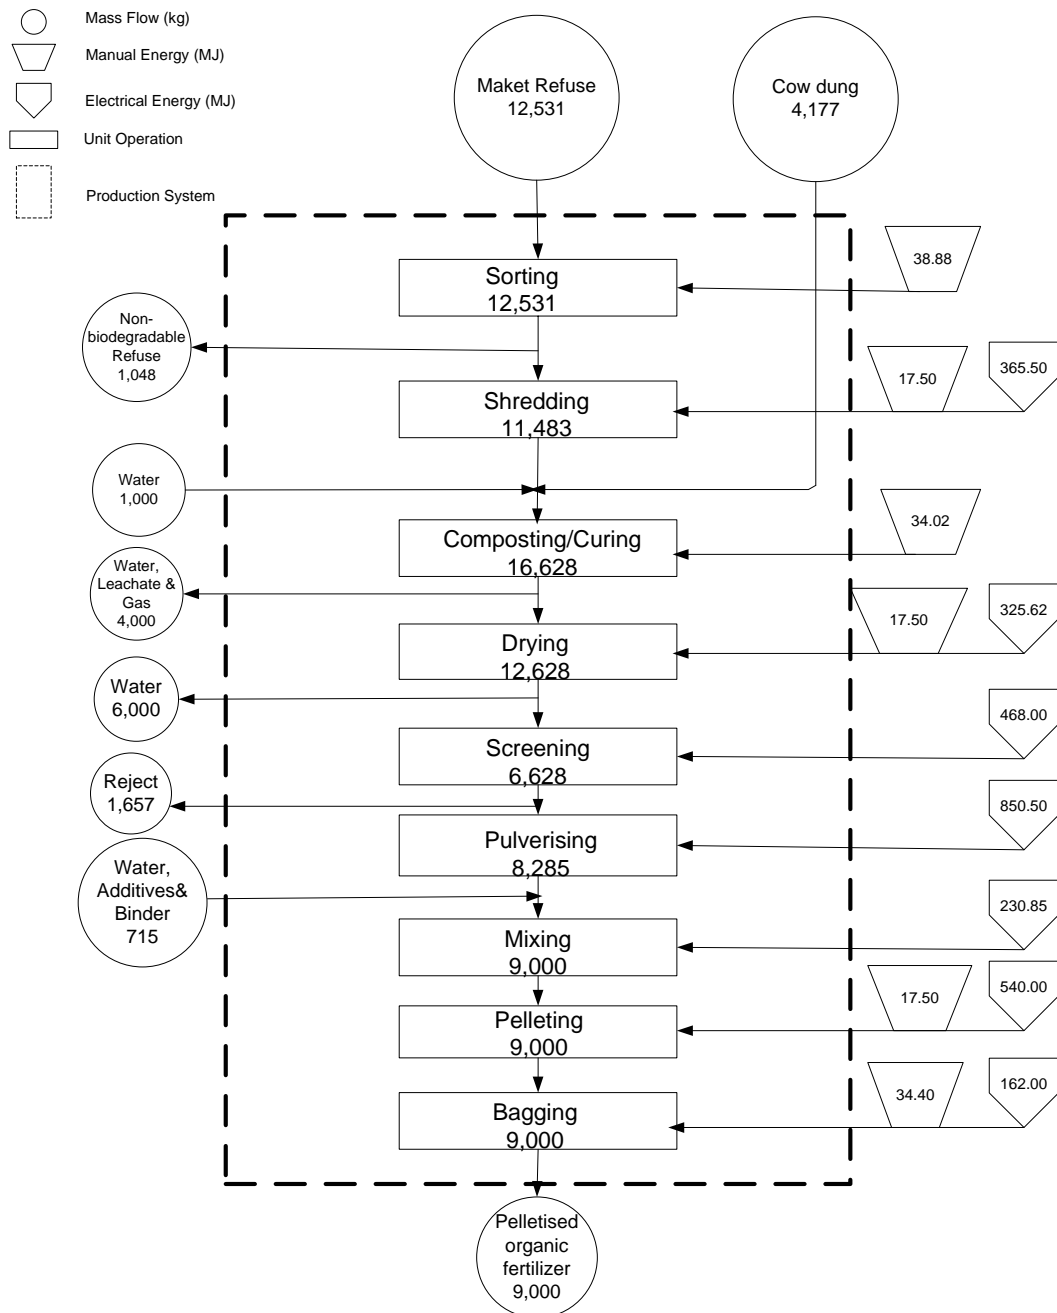 Mass Flow (kg)
Manual Energy (MJ)
Electrical Energy (MJ)
Unit Operation
Production System
Maket Refuse
12,531
Cow dung
4,177
Sorting
12,531
38.88
Non-
biodegradable
Refuse
1,048
Shredding
11,483
17.50
365.50
Water
1,000
Composting/Curing
16,628
34.02
Water,
Leachate &
Gas
4,000
Drying
12,628
17.50
325.62
Water
6,000
Screening
6,628
468.00
Reject
1,657
Pulverising
8,285
850.50
Water,
Additives&
Binder
715
Mixing
9,000
230.85
Pelleting
9,000
17.50
540.00
Bagging
9,000
34.40
162.00
Pelletised
organic
fertilizer
9,000